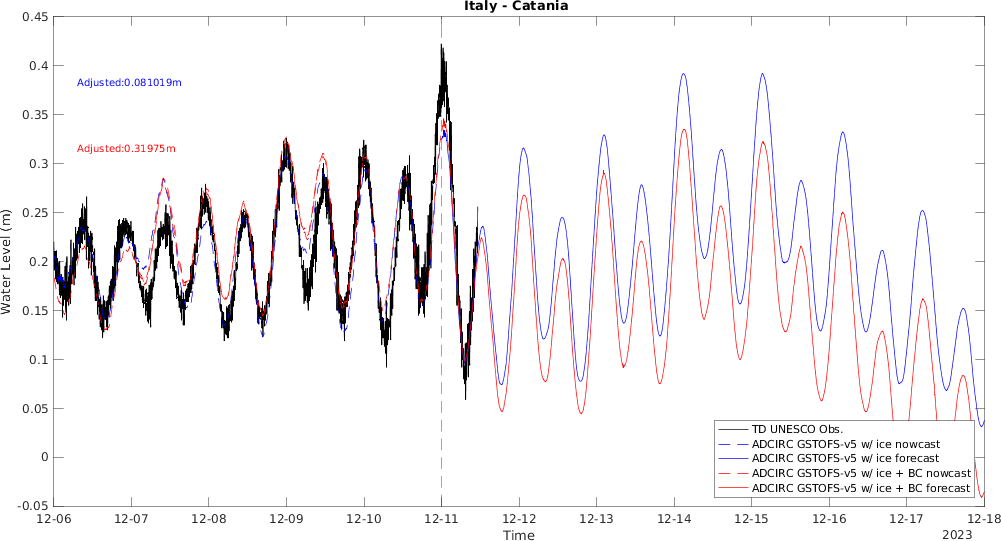 Italy - Catania
Water Level (m)
0.45
0.4
0.35
0.3
0.25
0.2
0.15
0.1
0.05
0
-0.05
Adjusted:0.081019m
Adjusted:0.31975m
TD UNESCO Obs.
ADCIRC GSTOFS-v5 w/ ice nowcast
ADCIRC GSTOFS-v5 w/ ice forecast
ADCIRC GSTOFS-v5 w/ ice + BC nowcast
ADCIRC GSTOFS-v5 w/ ice + BC forecast
12-06 12-07 12-08 12-09 12-10 12-11 12-12 12-13 12-14 12-15 12-16 12-17 12-18
Time
2023